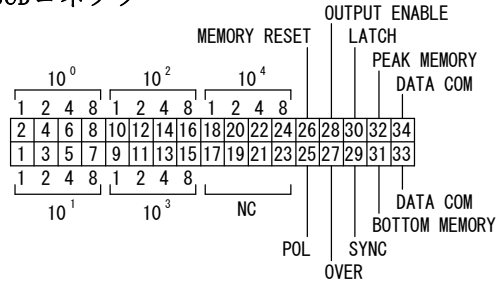 BCDコネクタ
OUTPUT ENABLE
MEMORY RESET LATCH
PEAK MEMORY
10⁰ 10² 10⁴ DATA COM
1 2 4 8 1 2 4 8 1 2 4 8
2 4 6 8 10 12 14 16 18 20 22 24 26 28 30 32 34
1 3 5 7 9 11 13 15 17 19 21 23 25 27 29 31 33
1 2 4 8 1 2 4 8
10¹ 10³ NC DATA COM
BOTTOM MEMORY
POL SYNC
OVER